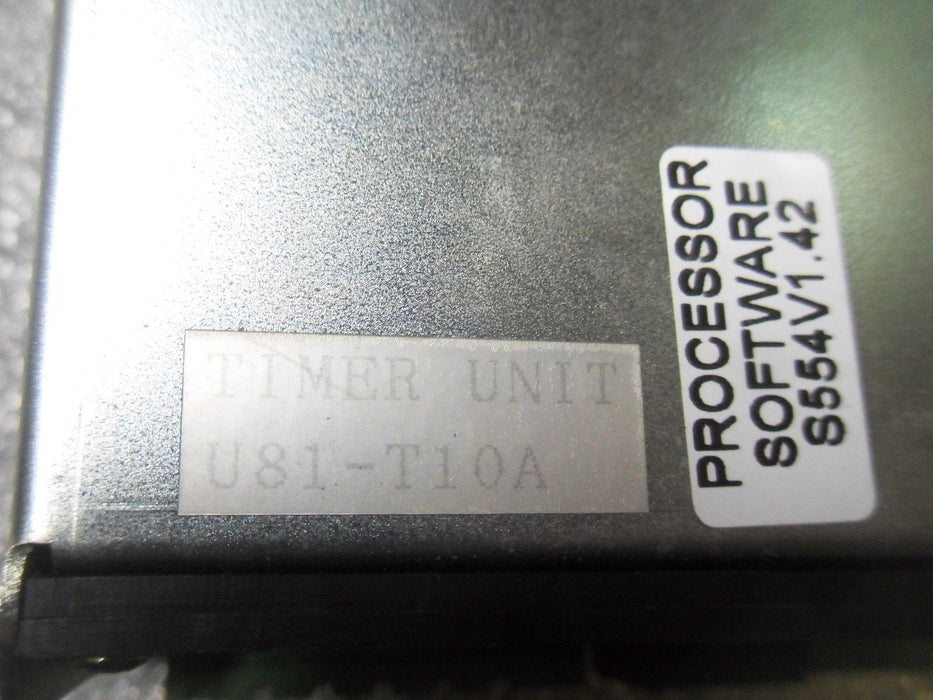 TIMER UNIT
U81-T10A
PROCESSOR
SOFTWARE
S554V1.42